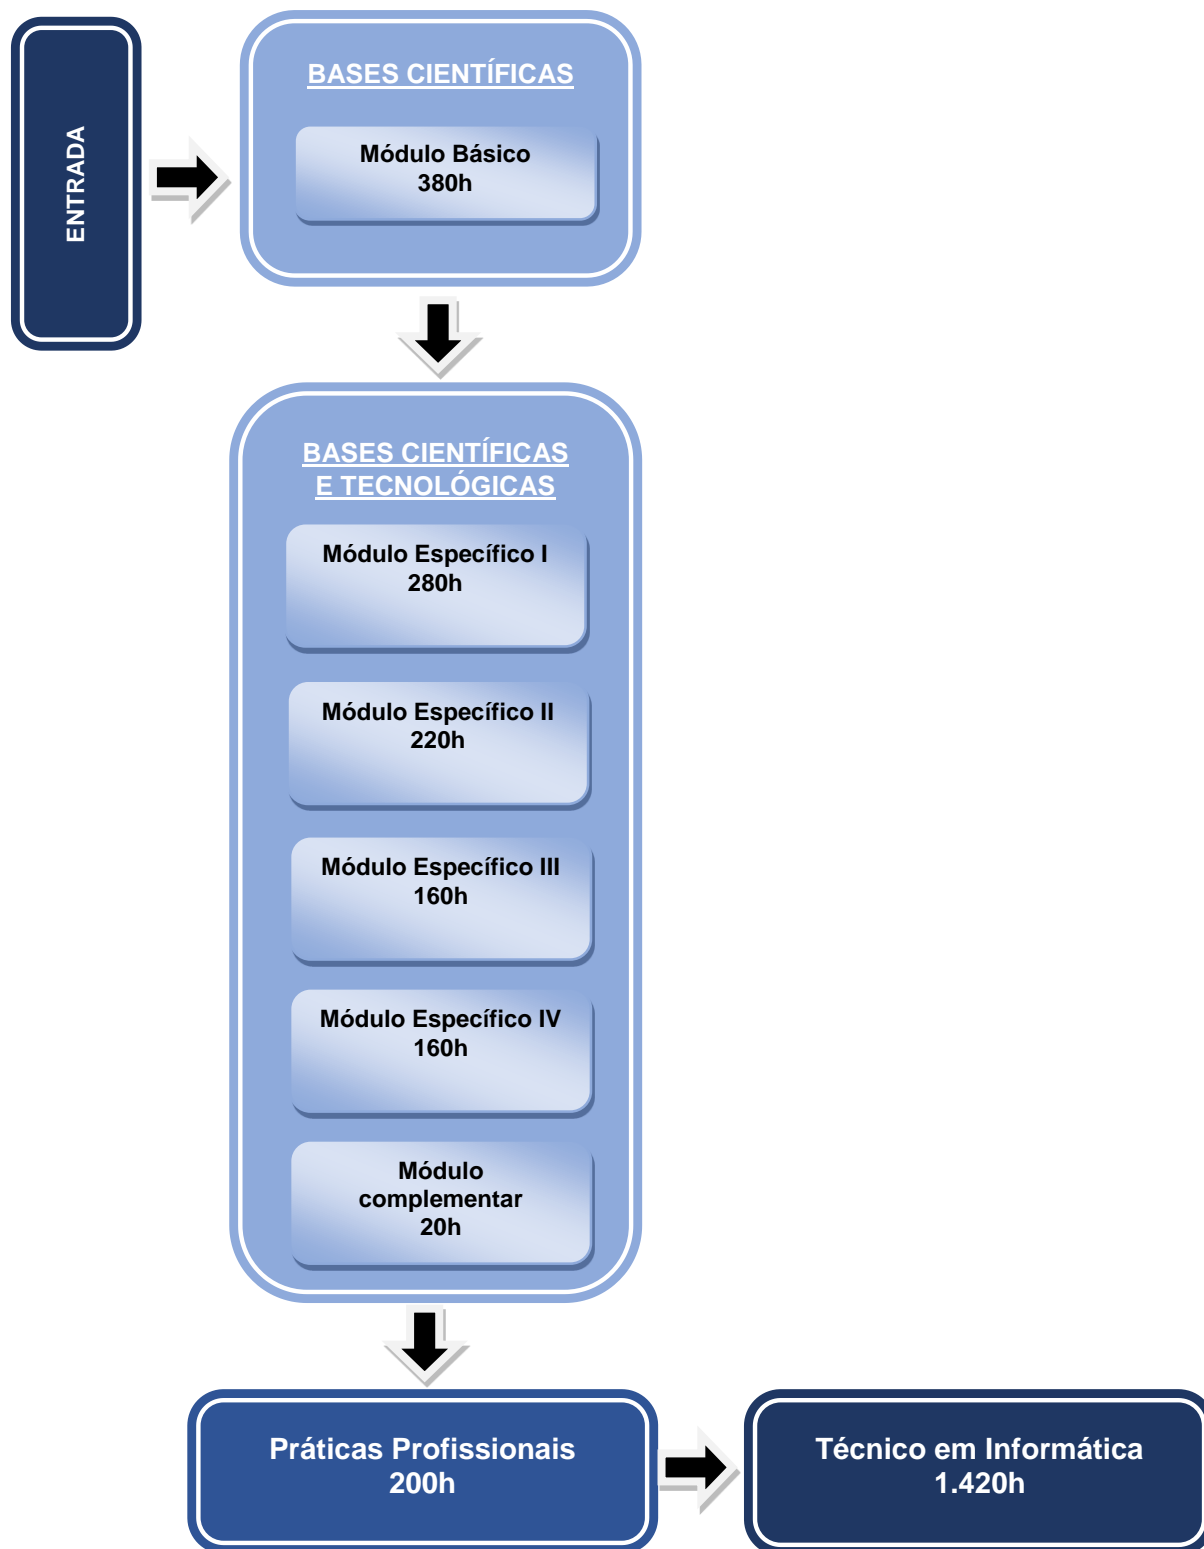 ENTRADA
BASES CIENTÍFICAS
Módulo Básico
380h
BASES CIENTÍFICAS
E TECNOLÓGICAS
Módulo Específico I
280h
Módulo Específico II
220h
Módulo Específico III
160h
Módulo Específico IV
160h
Módulo
complementar
20h
Práticas Profissionais
200h
Técnico em Informática
1.420h